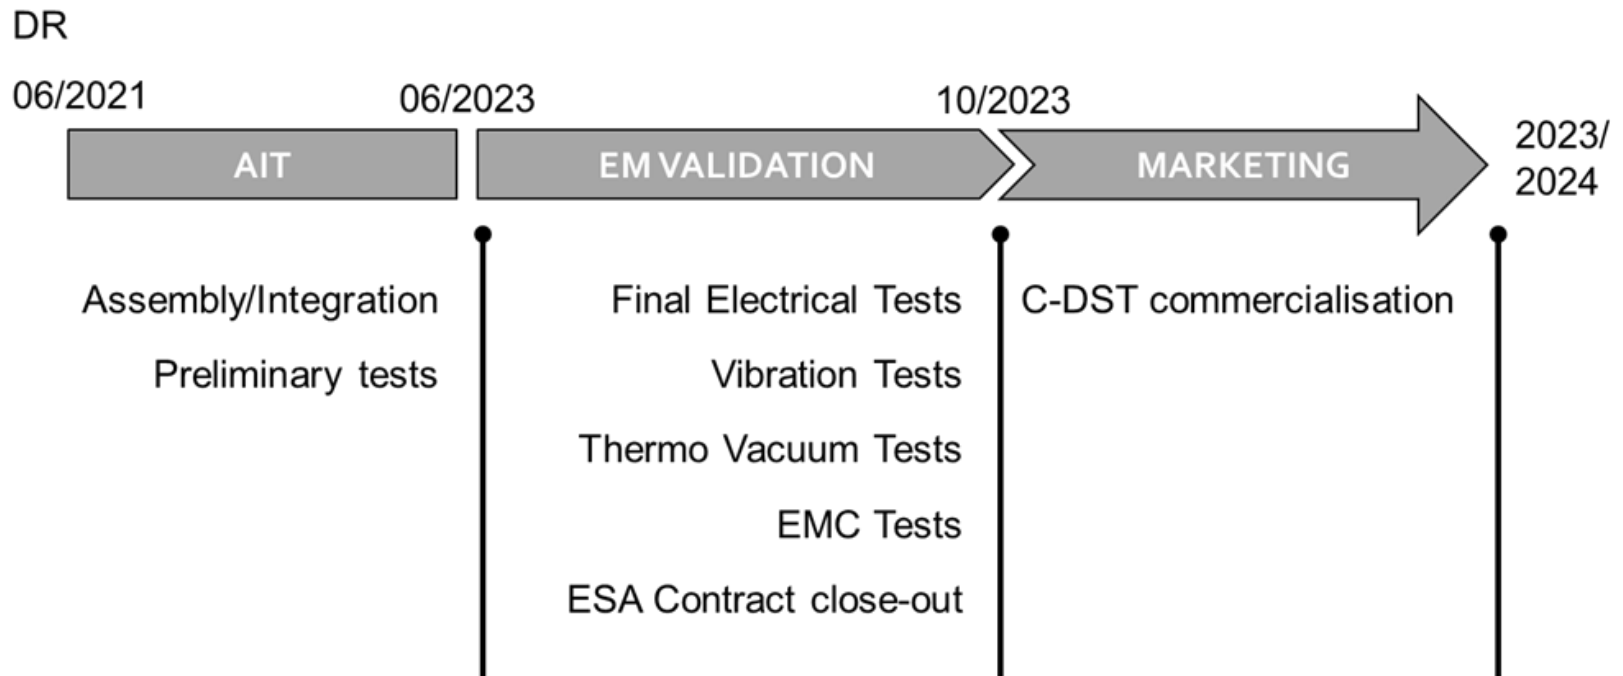 DR
06/2021
06/2023
10/2023
2023/
2024
AIT
EM VALIDATION
MARKETING
Assembly/Integration
Preliminary tests
Final Electrical Tests
Vibration Tests
Thermo Vacuum Tests
EMC Tests
ESA Contract close-out
C-DST commercialisation